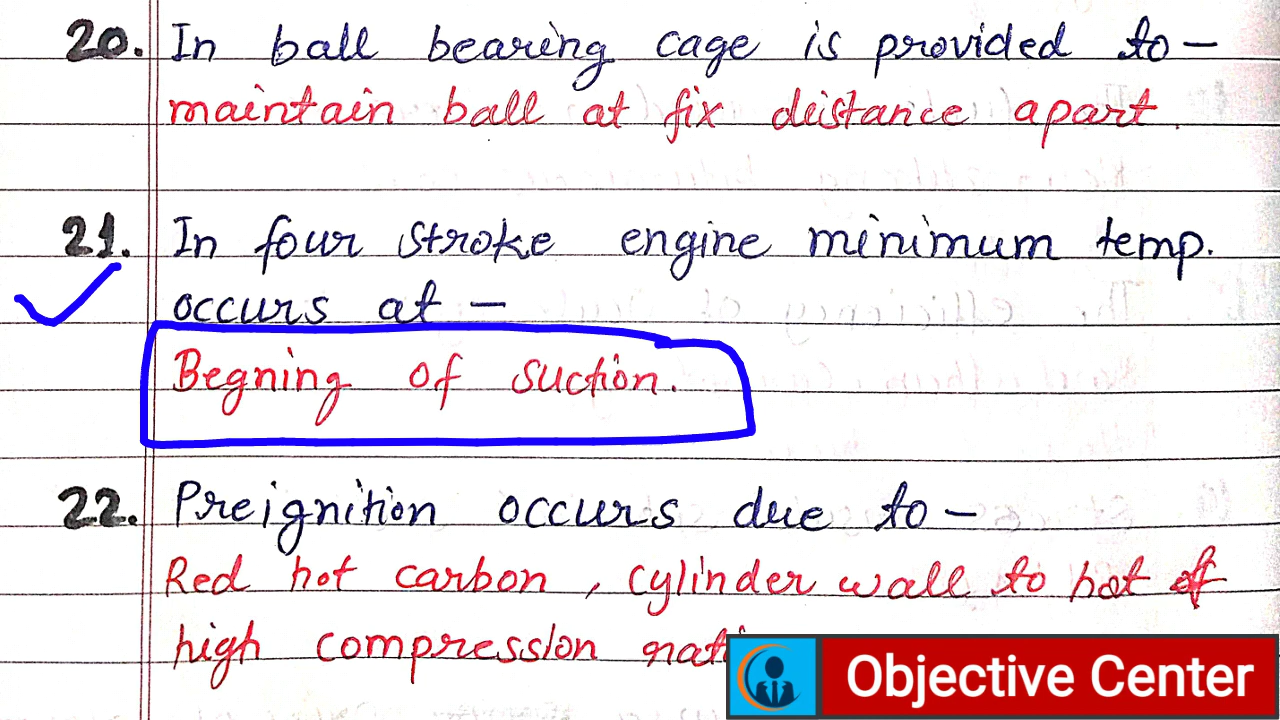 20. In ball bearing cage is provided to -
maintain ball at fix distance apart.
21. In four stroke engine minimum temp.
occurs at -
Begning of suction.
22. Preignition occurs due to -
Red hot carbon, cylinder wall to hot of
high compression
Objective Center